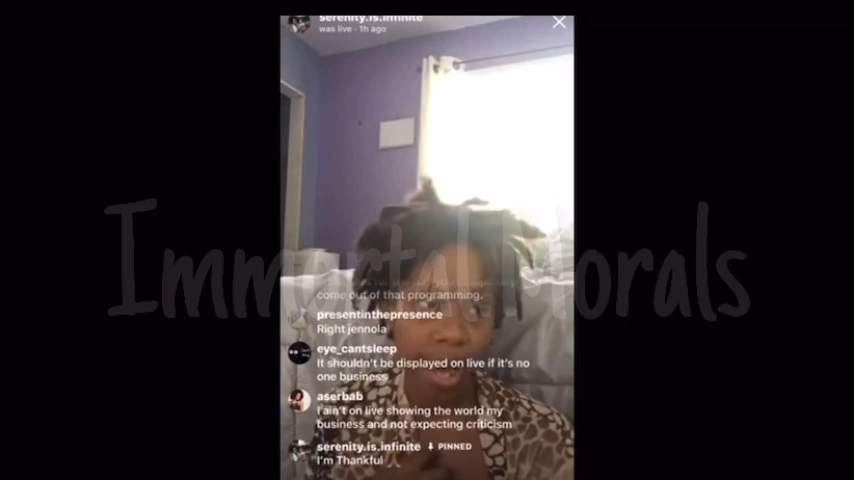 serenity.is.infinite
was live · 1h ago
Immortal Morals
come out of that programming.
presentinthepresence
Right jennola
eye_cantsleep
It shouldn't be displayed on live if it's no
one business
aserbab
I ain't on live showing the world my
business and not expecting criticism
serenity.is.infinite PINNED
I'm Thankful 🙏🏾